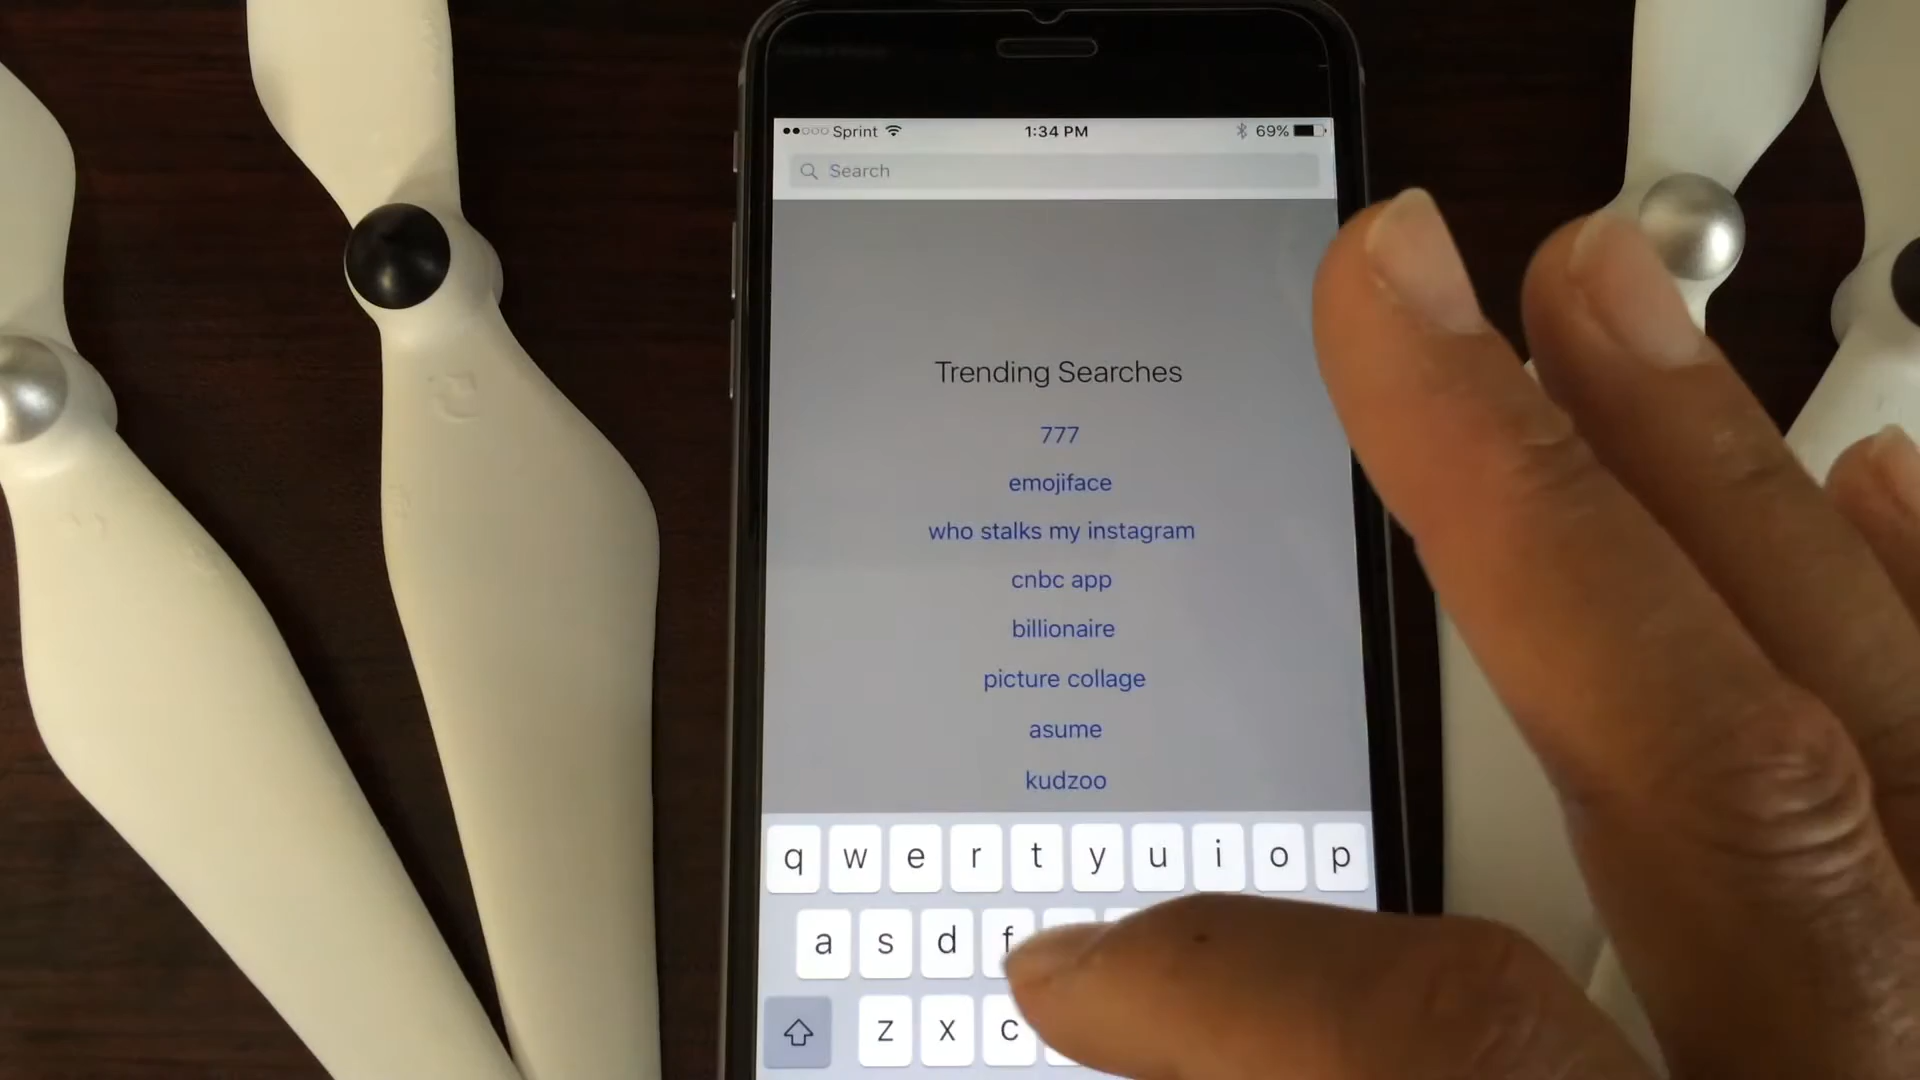 Sprint 1:34 PM 69%
Search
Trending Searches
777
emojiface
who stalks my instagram
cnbc app
billionaire
picture collage
asume
kudzoo
q w e r t y u i o p
a s d f
z x c